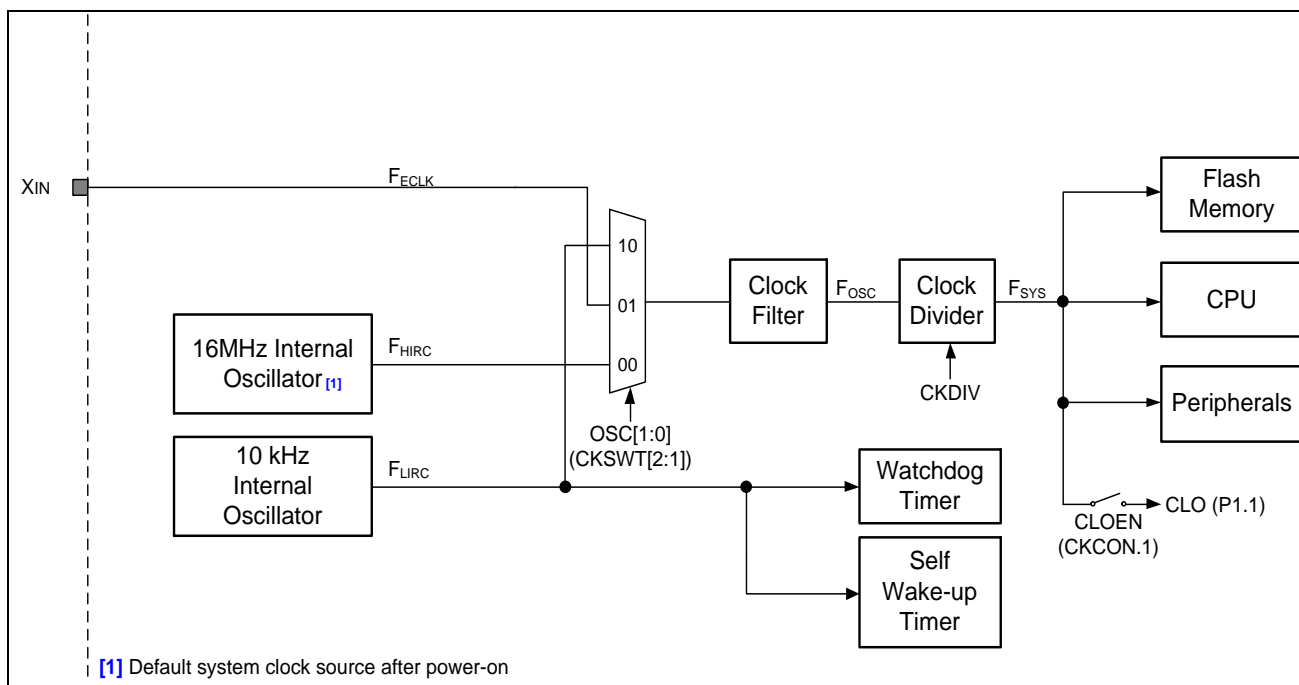 XIN
FECLK
10
01
00
16MHz Internal
Oscillator [1]
FHIRC
OSC[1:0]
(CKSWT[2:1])
10 kHz
Internal
Oscillator
FLIRC
Clock
Filter
FOSC
Clock
Divider
CKDIV
FSYS
Flash
Memory
CPU
Peripherals
CLO (P1.1)
CLOEN
(CKCON.1)
Watchdog
Timer
Self
Wake-up
Timer
[1] Default system clock source after power-on